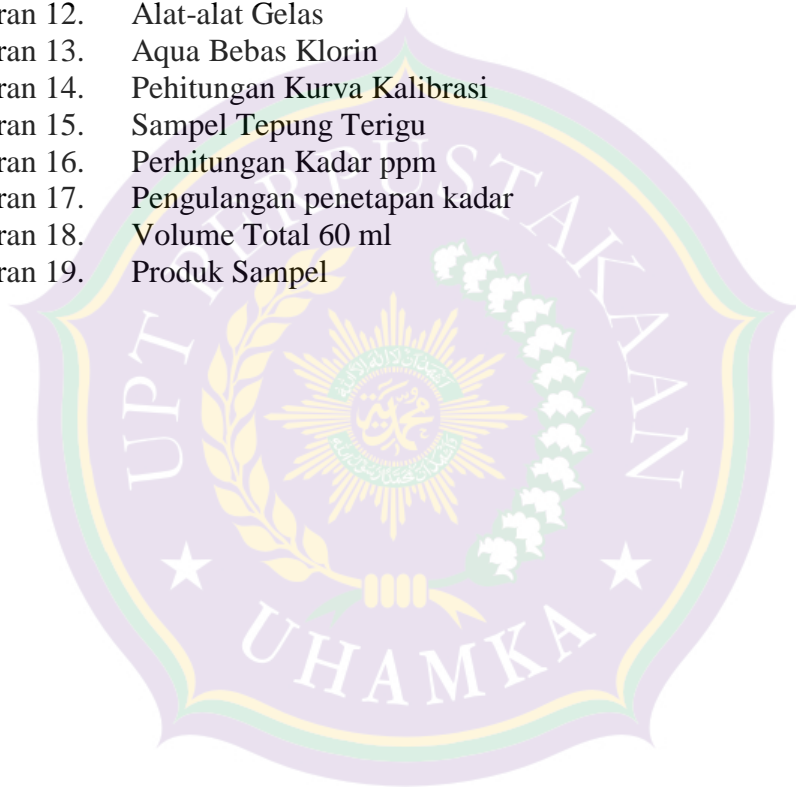 ran 12. Alat-alat Gelas
ran 13. Aqua Bebas Klorin
ran 14. Pehitungan Kurva Kalibrasi
ran 15. Sampel Tepung Terigu
ran 16. Perhitungan Kadar ppm
ran 17. Pengulangan penetapan kadar
ran 18. Volume Total 60 ml
ran 19. Produk Sampel
UPT PERPUSTAKAAN
UHAMKA